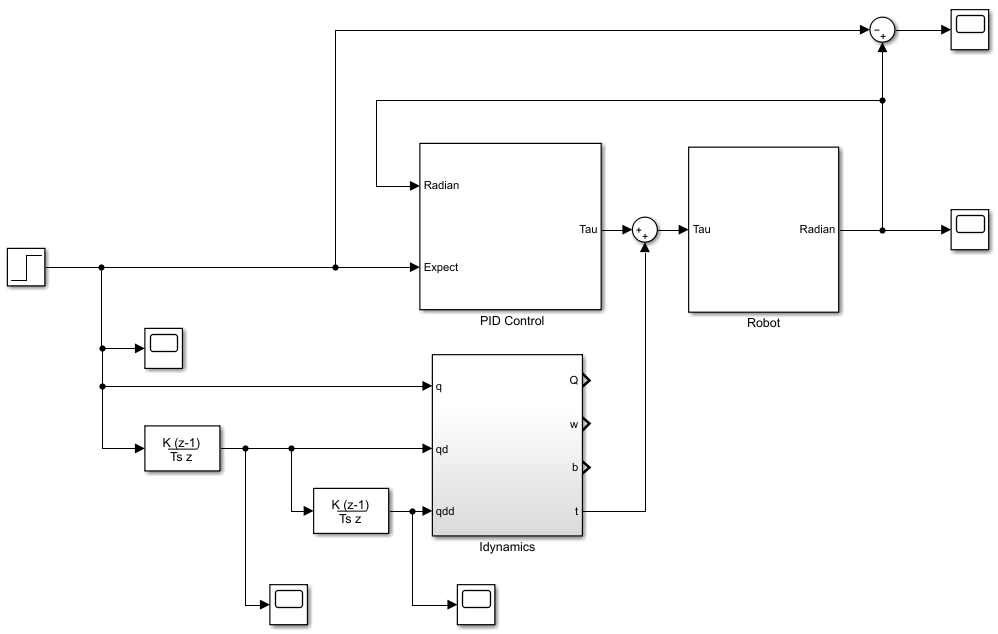 −
+
Radian
Tau
Expect
PID Control
+
+
Tau
Radian
Robot
K (z-1)
Ts z
K (z-1)
Ts z
q
qd
qdd
Q
w
b
t
Idynamics